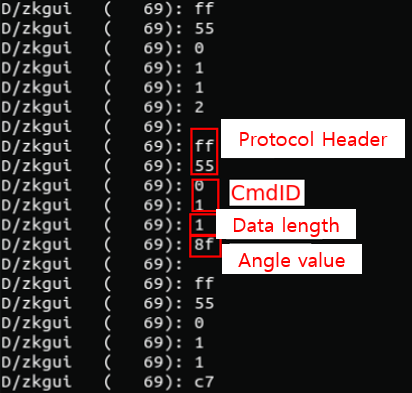 D/zkgui ( 69): ff
D/zkgui ( 69): 55
D/zkgui ( 69): 0
D/zkgui ( 69): 1
D/zkgui ( 69): 1
D/zkgui ( 69): 2
D/zkgui ( 69):
D/zkgui ( 69): ff Protocol Header
D/zkgui ( 69): 55
D/zkgui ( 69): 0 CmdID
D/zkgui ( 69): 1
D/zkgui ( 69): 1 Data length
D/zkgui ( 69): 8f Angle value
D/zkgui ( 69):
D/zkgui ( 69): ff
D/zkgui ( 69): 55
D/zkgui ( 69): 0
D/zkgui ( 69): 1
D/zkgui ( 69): 1
D/zkgui ( 69): c7